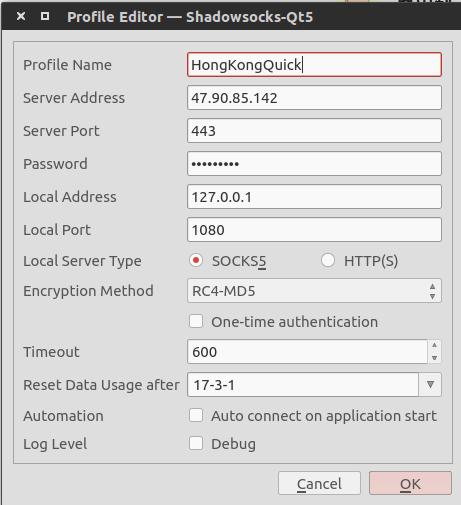 Profile Editor — Shadowsocks-Qt5
Profile Name HongKongQuick
Server Address 47.90.85.142
Server Port 443
Password •••••••••
Local Address 127.0.0.1
Local Port 1080
Local Server Type SOCKS5 HTTP(S)
Encryption Method RC4-MD5
One-time authentication
Timeout 600
Reset Data Usage after 17-3-1
Automation Auto connect on application start
Log Level Debug
Cancel OK